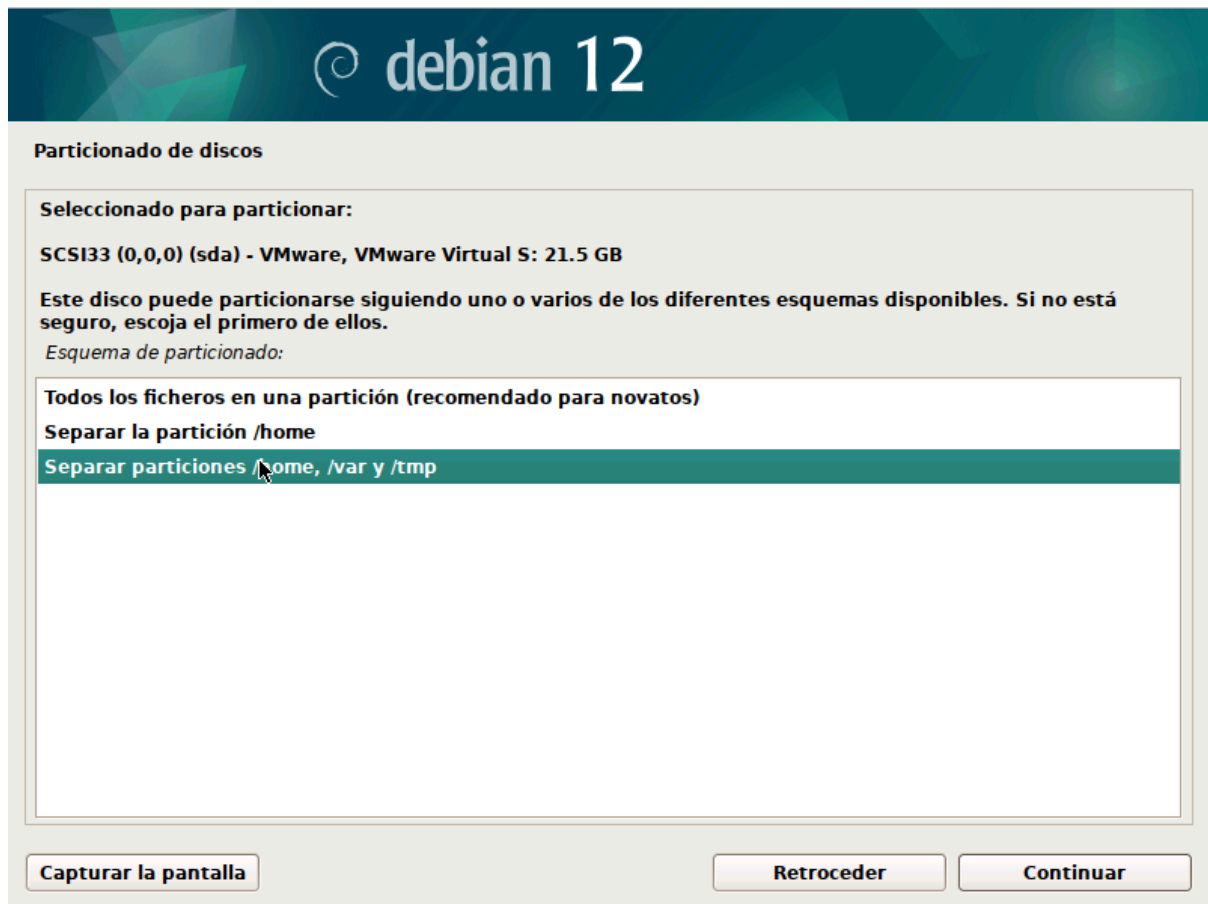 debian 12
Particionado de discos
Seleccionado para particionar:
SCSI33 (0,0,0) (sda) - VMware, VMware Virtual S: 21.5 GB
Este disco puede particionarse siguiendo uno o varios de los diferentes esquemas disponibles. Si no está
seguro, escoja el primero de ellos.
Esquema de particionado:
Todos los ficheros en una partición (recomendado para novatos)
Separar la partición /home
Separar particiones /home, /var y /tmp
Capturar la pantalla
Retroceder
Continuar